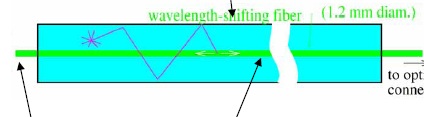 wavelength-shifting fiber (1.2 mm diam.)
to opt
conne